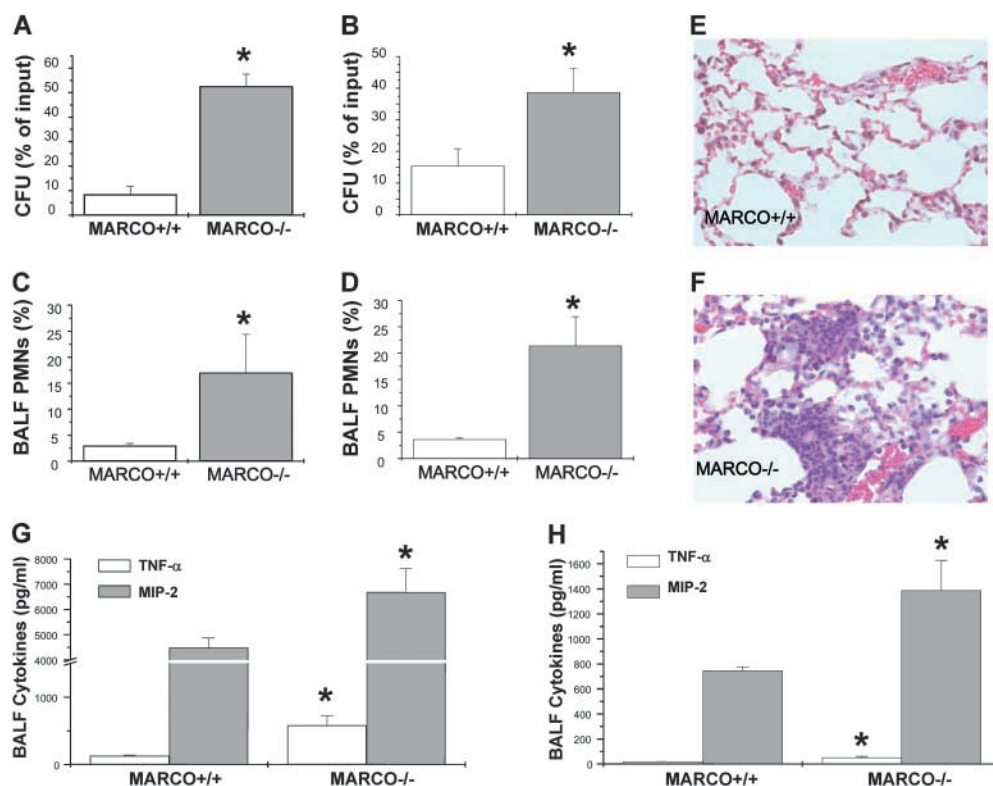 A
CFU (% of input)
60
50
40
30
20
10
0
*
MARCO+/+
MARCO-/-
B
CFU (% of input)
50
40
30
20
10
0
*
MARCO+/+
MARCO-/-
E
MARCO+/+
C
BALF PMNs (%)
30
25
20
15
10
5
0
*
MARCO+/+
MARCO-/-
D
BALF PMNs (%)
30
25
20
15
10
5
0
*
MARCO+/+
MARCO-/-
F
MARCO-/-
G
BALF Cytokines (pg/ml)
8000
7000
6000
5000
4000
1000
0
TNF-α
MIP-2
*
*
MARCO+/+
MARCO-/-
H
BALF Cytokines (pg/ml)
1600
1400
1200
1000
800
600
400
200
0
TNF-α
MIP-2
*
*
MARCO+/+
MARCO-/-